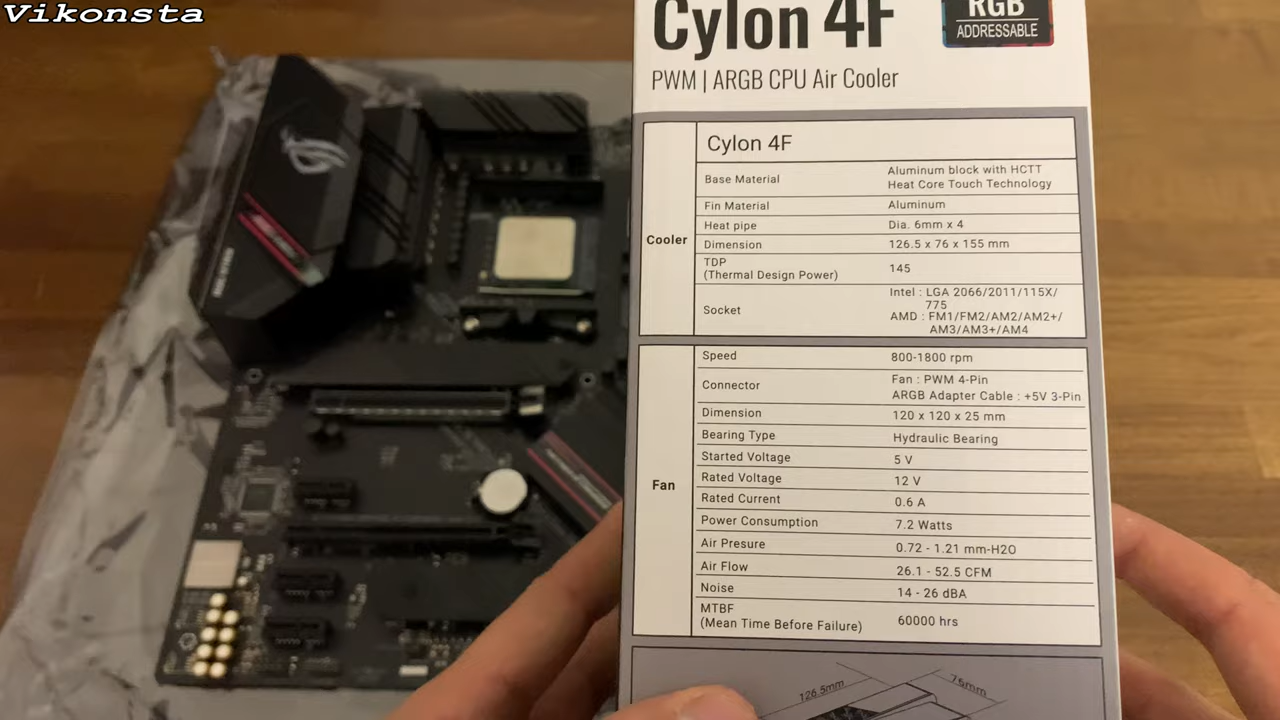 Vikonsta
Cylon 4F
RGB
ADDRESSABLE
PWM | ARGB CPU Air Cooler
Cooler
Cylon 4F
Base Material
Aluminum block with HCTT
Heat Core Touch Technology
Fin Material
Aluminum
Heat pipe
Dia. 6mm x 4
Dimension
126.5 x 76 x 155 mm
TDP
(Thermal Design Power)
145
Socket
Intel : LGA 2066/2011/115X/
775
AMD : FM1/FM2/AM2/AM2+/
AM3/AM3+/AM4
Fan
Speed
800-1800 rpm
Connector
Fan : PWM 4-Pin
ARGB Adapter Cable : +5V 3-Pin
Dimension
120 x 120 x 25 mm
Bearing Type
Hydraulic Bearing
Started Voltage
5 V
Rated Voltage
12 V
Rated Current
0.6 A
Power Consumption
7.2 Watts
Air Presure
0.72 - 1.21 mm-H2O
Air Flow
26.1 - 52.5 CFM
Noise
14 - 26 dBA
MTBF
(Mean Time Before Failure)
60000 hrs
126.5mm
76mm